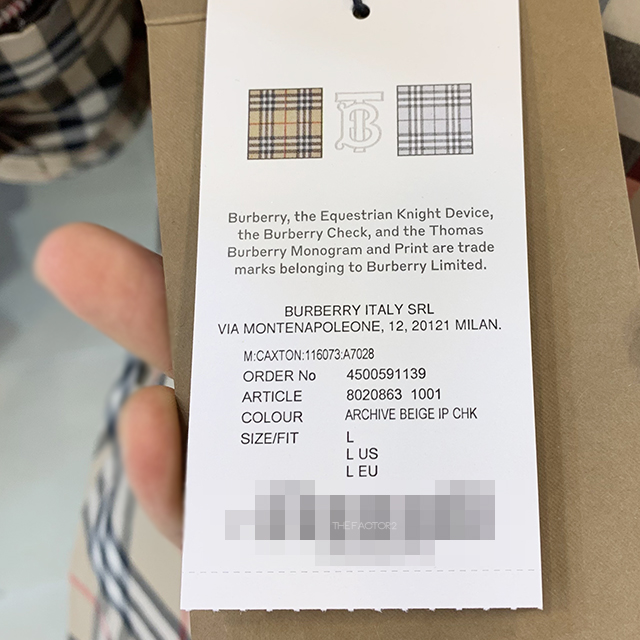 B
Burberry, the Equestrian Knight Device,
the Burberry Check, and the Thomas
Burberry Monogram and Print are trade
marks belonging to Burberry Limited.
BURBERRY ITALY SRL
VIA MONTENAPOLEONE, 12, 20121 MILAN.
M:CAXTON:116073:A7028
ORDER No 4500591139
ARTICLE 8020863 1001
COLOUR ARCHIVE BEIGE IP CHK
SIZE/FIT L
L US
L EU
THE FACTOR2